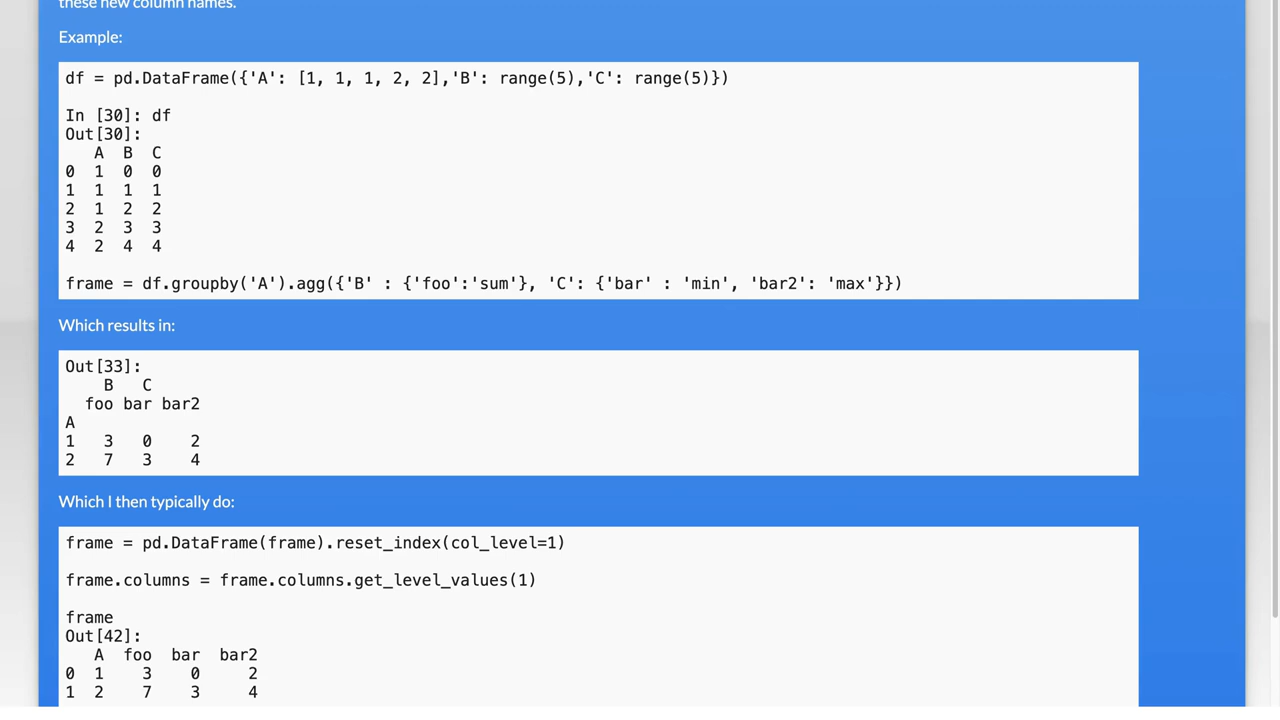 these new column names.
Example:
df = pd.DataFrame({'A': [1, 1, 1, 2, 2],'B': range(5),'C': range(5)})
In [30]: df
Out[30]:
   A  B  C
0  1  0  0
1  1  1  1
2  1  2  2
3  2  3  3
4  2  4  4
frame = df.groupby('A').agg({'B' : {'foo':'sum'}, 'C': {'bar' : 'min', 'bar2': 'max'}})
Which results in:
Out[33]:
    B   C
  foo bar bar2
A
1   3   0    2
2   7   3    4
Which I then typically do:
frame = pd.DataFrame(frame).reset_index(col_level=1)
frame.columns = frame.columns.get_level_values(1)
frame
Out[42]:
   A  foo  bar  bar2
0  1    3    0     2
1  2    7    3     4